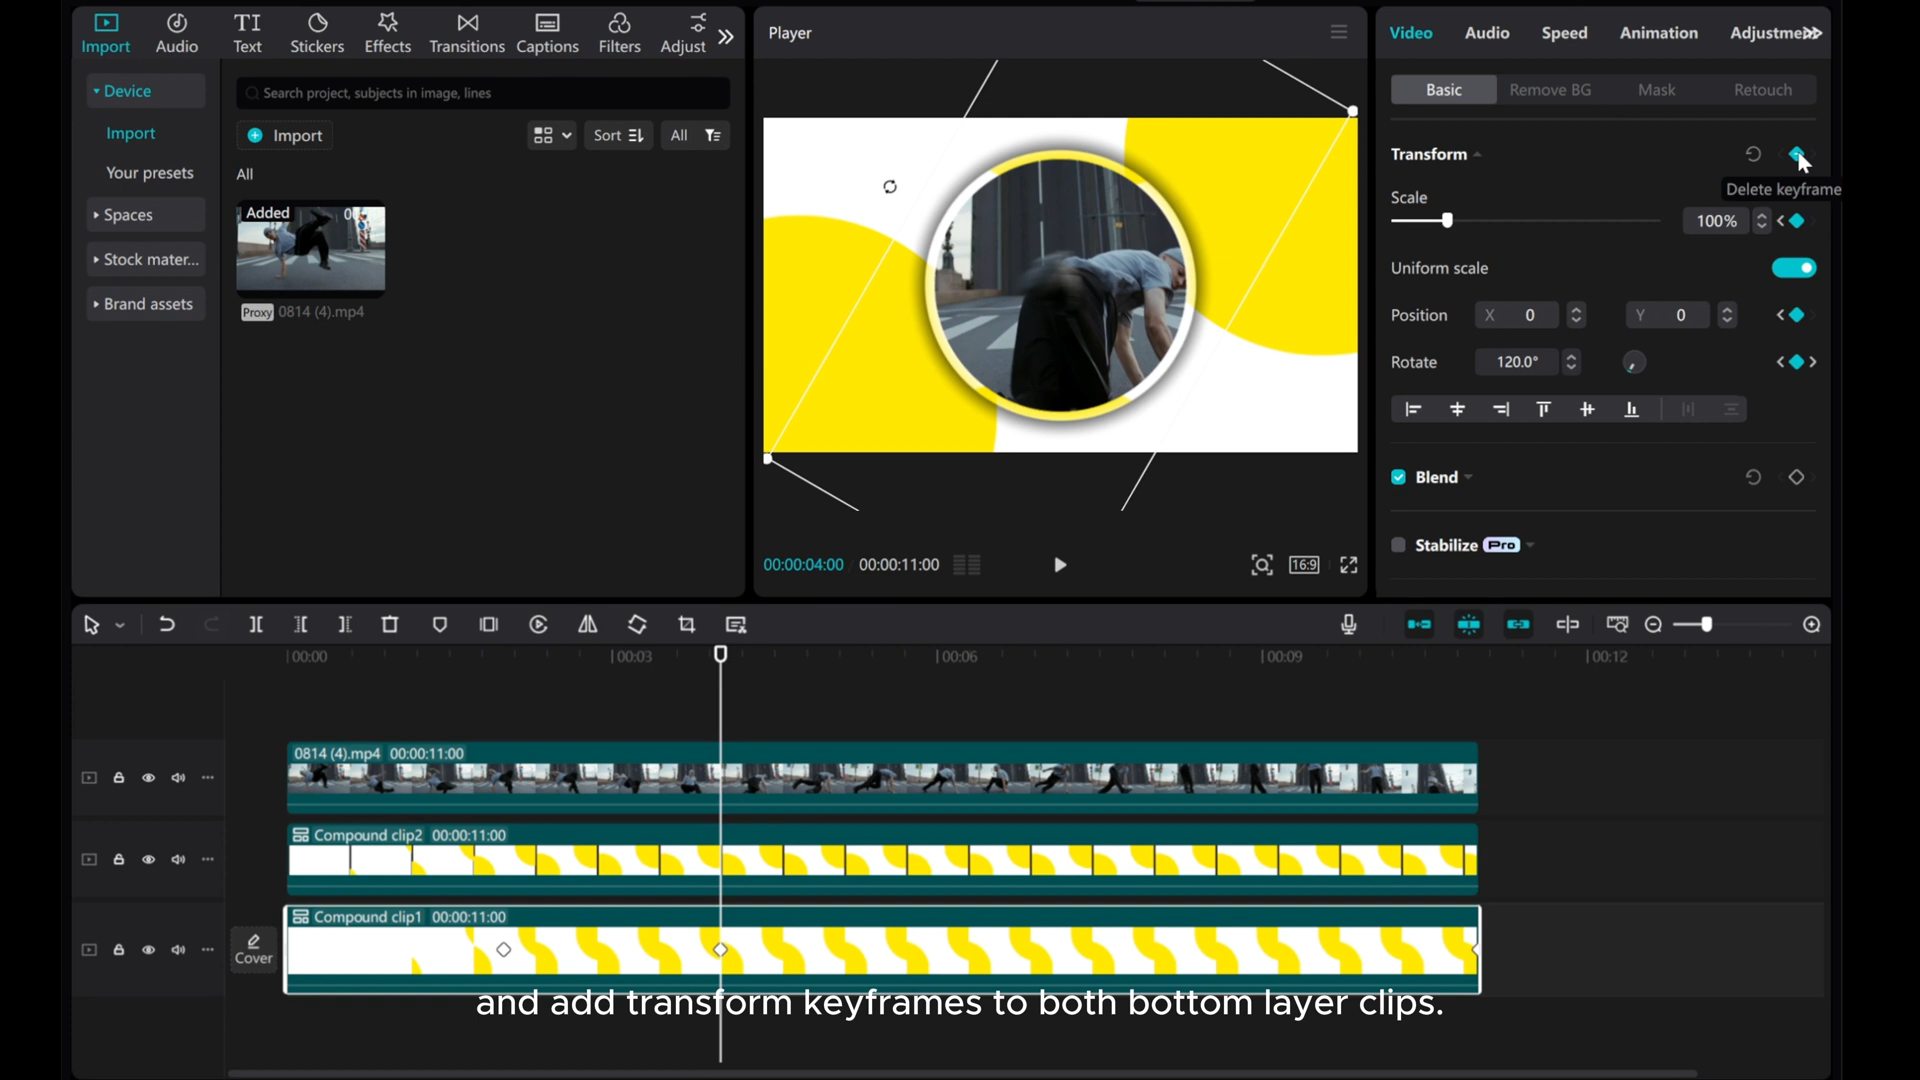 Import
Audio
Text
Stickers
Effects
Transitions
Captions
Filters
Adjust
Device
Import
Your presets
Spaces
Stock mater...
Brand assets
Search project, subjects in image, lines
Import
Sort
All
All
Added
Proxy 0814 (4).mp4
Player
00:00:04:00 00:00:11:00
16:9
Video
Audio
Speed
Animation
Adjustment
Basic
Remove BG
Mask
Retouch
Transform
Delete keyframe
Scale
100%
Uniform scale
Position X 0 Y 0
Rotate 120.0°
Blend
Stabilize Pro
00:00 00:03 00:06 00:09 00:12
0814 (4).mp4 00:00:11:00
Compound clip2 00:00:11:00
Cover
Compound clip1 00:00:11:00
and add transform keyframes to both bottom layer clips.